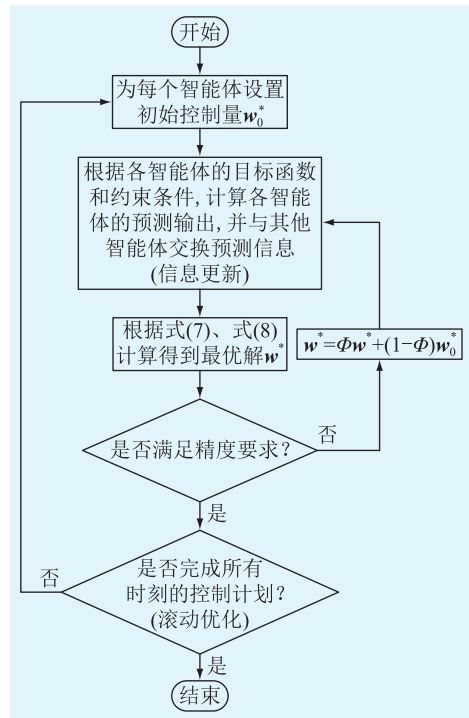 开始
为每个智能体设置
初始控制量w₀*
根据各智能体的目标函数
和约束条件,计算各智能
体的预测输出,并与其他
智能体交换预测信息
(信息更新)
根据式(7)、式(8)
计算得到最优解w*
w*=Φw*+(1−Φ)w₀*
是否满足精度要求?
否
是
是否完成所有
时刻的控制计划?
(滚动优化)
否
是
结束